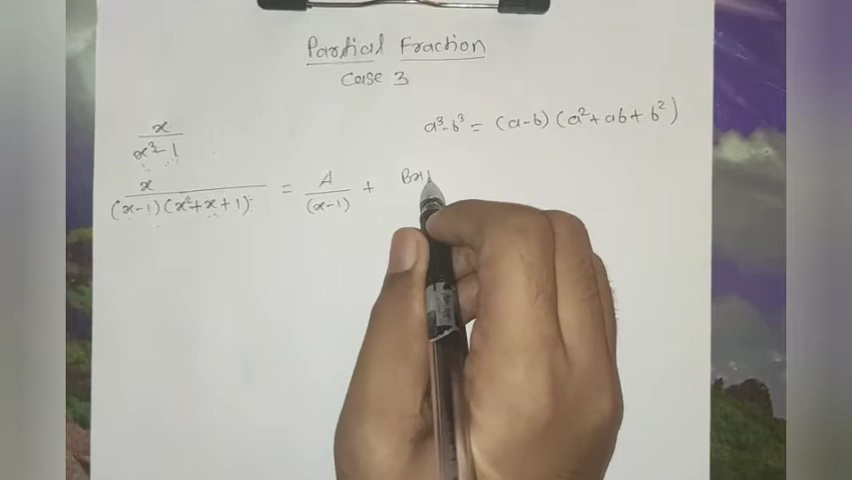 Partial Fraction
Case 3
a³-b³ = (a-b) (a²+ab+b²)
x
x³-1
x = A + Bx
(x-1) (x²+x+1) (x-1)